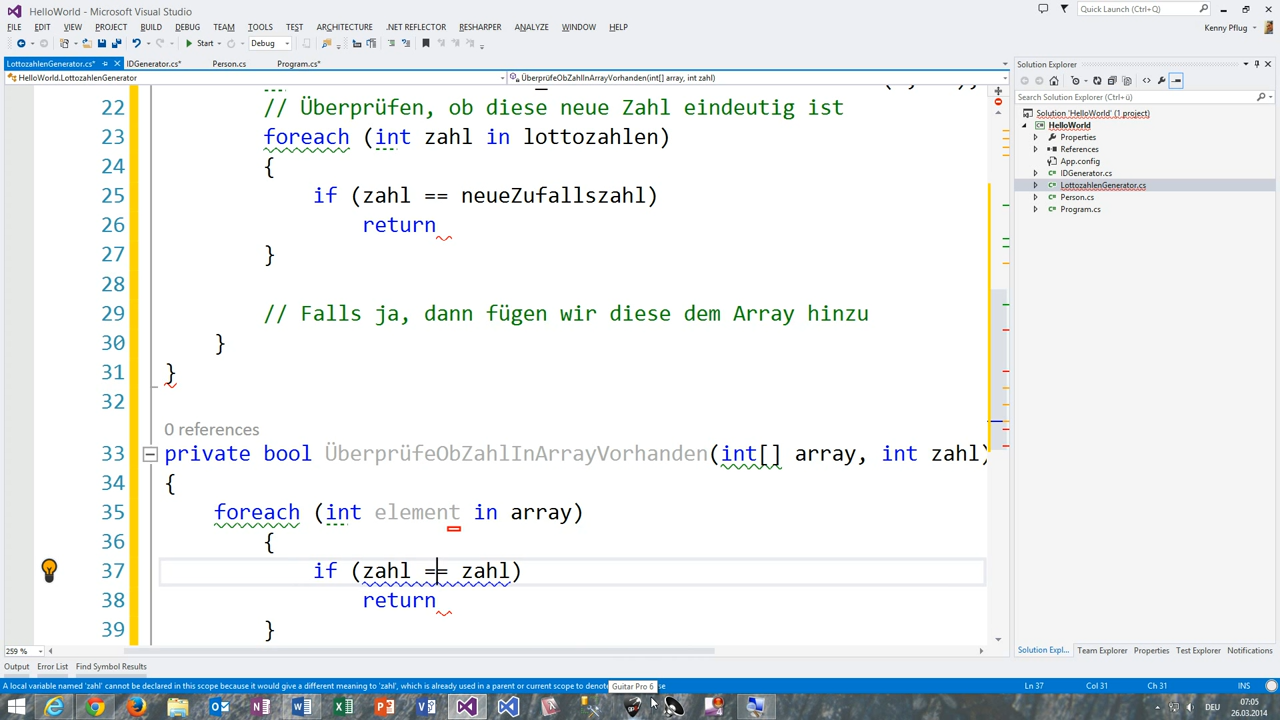 HelloWorld - Microsoft Visual Studio
Quick Launch (Ctrl+Q)
FILE EDIT VIEW PROJECT BUILD DEBUG TEAM TOOLS TEST ARCHITECTURE .NET REFLECTOR RESHARPER ANALYZE WINDOW HELP
Kenny Pflug
Start Debug
LottozahlenGenerator.cs* IDGenerator.cs* Person.cs Program.cs*
HelloWorld.LottozahlenGenerator ÜberprüfeObZahlInArrayVorhanden(int[] array, int zahl)
22 // Überprüfen, ob diese neue Zahl eindeutig ist
23 foreach (int zahl in lottozahlen)
24 {
25 if (zahl == neueZufallszahl)
26 return
27 }
28
29 // Falls ja, dann fügen wir diese dem Array hinzu
30 }
31 }
32
0 references
33 private bool ÜberprüfeObZahlInArrayVorhanden(int[] array, int zahl)
34 {
35 foreach (int element in array)
36 {
37 if (zahl == zahl)
38 return
39 }
259 %
Solution Explorer
Search Solution Explorer (Ctrl+ü)
Solution 'HelloWorld' (1 project)
HelloWorld
Properties
References
App.config
IDGenerator.cs
LottozahlenGenerator.cs
Person.cs
Program.cs
Solution Expl... Team Explorer Properties Test Explorer Notifications
Output Error List Find Symbol Results
A local variable named 'zahl' cannot be declared in this scope because it would give a different meaning to 'zahl', which is already used in a parent or current scope to denot
Guitar Pro 6
se
Ln 37 Col 31 Ch 31 INS
DEU
07:05
26.03.2014